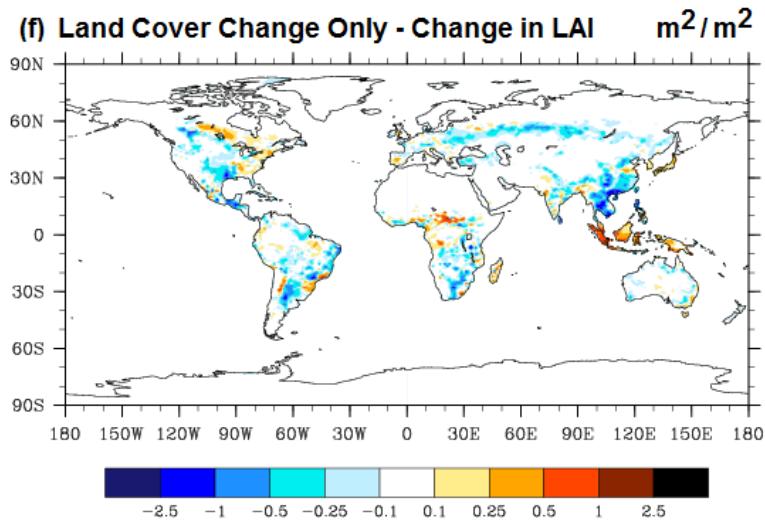 (f) Land Cover Change Only - Change in LAI m²/m²
90N
60N
30N
0
30S
60S
90S
180 150W 120W 90W 60W 30W 0 30E 60E 90E 120E 150E 180
-2.5 -1 -0.5 -0.25 -0.1 0.1 0.25 0.5 1 2.5